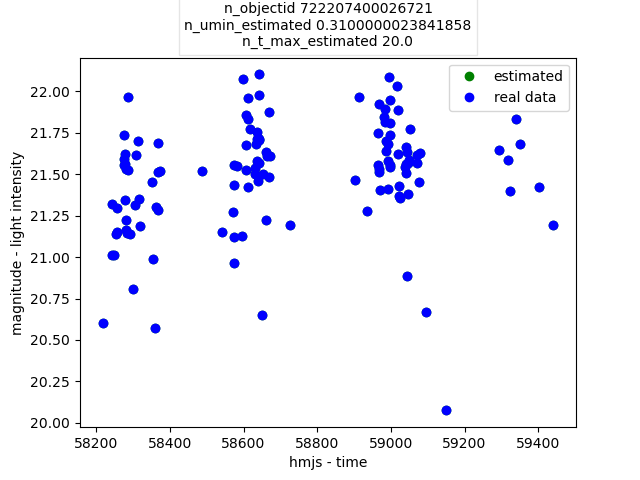 n_objectid 722207400026721
n_umin_estimated 0.3100000023841858
n_t_max_estimated 20.0
estimated
real data
22.00
21.75
21.50
21.25
21.00
20.75
20.50
20.25
20.00
magnitude - light intensity
58200 58400 58600 58800 59000 59200 59400
hmjs - time